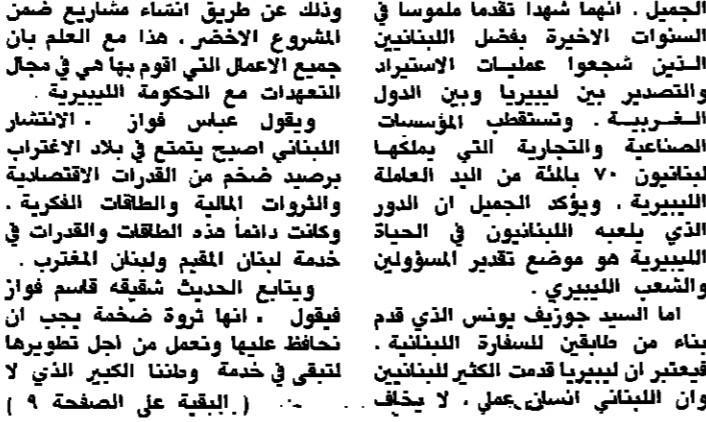 الجميل . انهما شهدا تقدما ملموسا في
السنوات الاخيرة بفضل اللبنانيين
الـذين شجعوا عمليـات الاستيراد
والتصدير بين ليبيريا وبين الدول
الـغـربيـة . وتستقطب المؤسسات
الصناعية والتجارية التي يملكهـا
لبنانيون ٧٠ بالمئة من اليد العاملة
الليبيرية . ويؤكد الجميل ان الدور
الذي يلعبه اللبنانيون في الحياة
الليبيرية هو موضع تقدير المسؤولين
والشعب الليبيري .
اما السيد جوزيف يونس الذي قدم
بناء من طابقين للسفارة اللبنانية .
فيعتبر ان ليبيريا قدمت الكثير للبنانيين
وان اللبناني انسان عملي ، لا يخاف
وذلك عن طريق انشاء مشاريع ضمن
المشروع الاخضر ، هذا مع العلم بان
جميع الاعمال التي اقوم بها هي في مجال
التعهدات مع الحكومة الليبيرية .
ويقول عباس فواز . الانتشار
اللبناني اصبح يتمتع في بلاد الاغتراب
برصيد ضخم من القدرات الاقتصادية
والثروات المالية والطاقات الفكرية .
وكانت دائماً هذه الطاقات والقدرات في
خدمة لبنان المقيم ولبنان المغترب .
ويتابع الحديث شقيقه قاسم فواز
فيقول . انها ثروة ضخمة يجب ان
نحافظ عليها ونعمل من اجل تطويرها
لتبقى في خدمة وطننا الكبير الذي لا
( البقية على الصفحة ٩ )